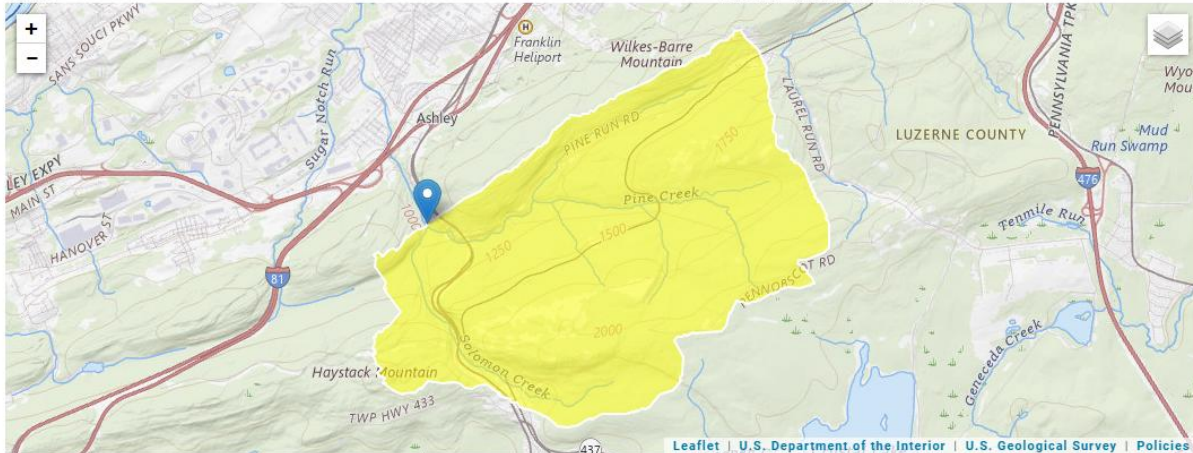 +
−
SANS SOUCI PKWY
Sugar Notch Run
H
Franklin
Heliport
Wilkes-Barre
Mountain
PENNSYLVANIA TPK
Wyo
Mou
Ashley
PINE RUN RD
LAUREL RUN RD
1750
LUZERNE COUNTY
Mud
Run Swamp
LEY EXPY
MAIN ST
HANOVER ST
476
Pine Creek
1000
1250
1500
Tenmile Run
81
PENNOBSCOT RD
2000
Solomon Creek
Geneceda Creek
Haystack Mountain
TWP HWY 433
437
Leaflet | U.S. Department of the Interior | U.S. Geological Survey | Policies